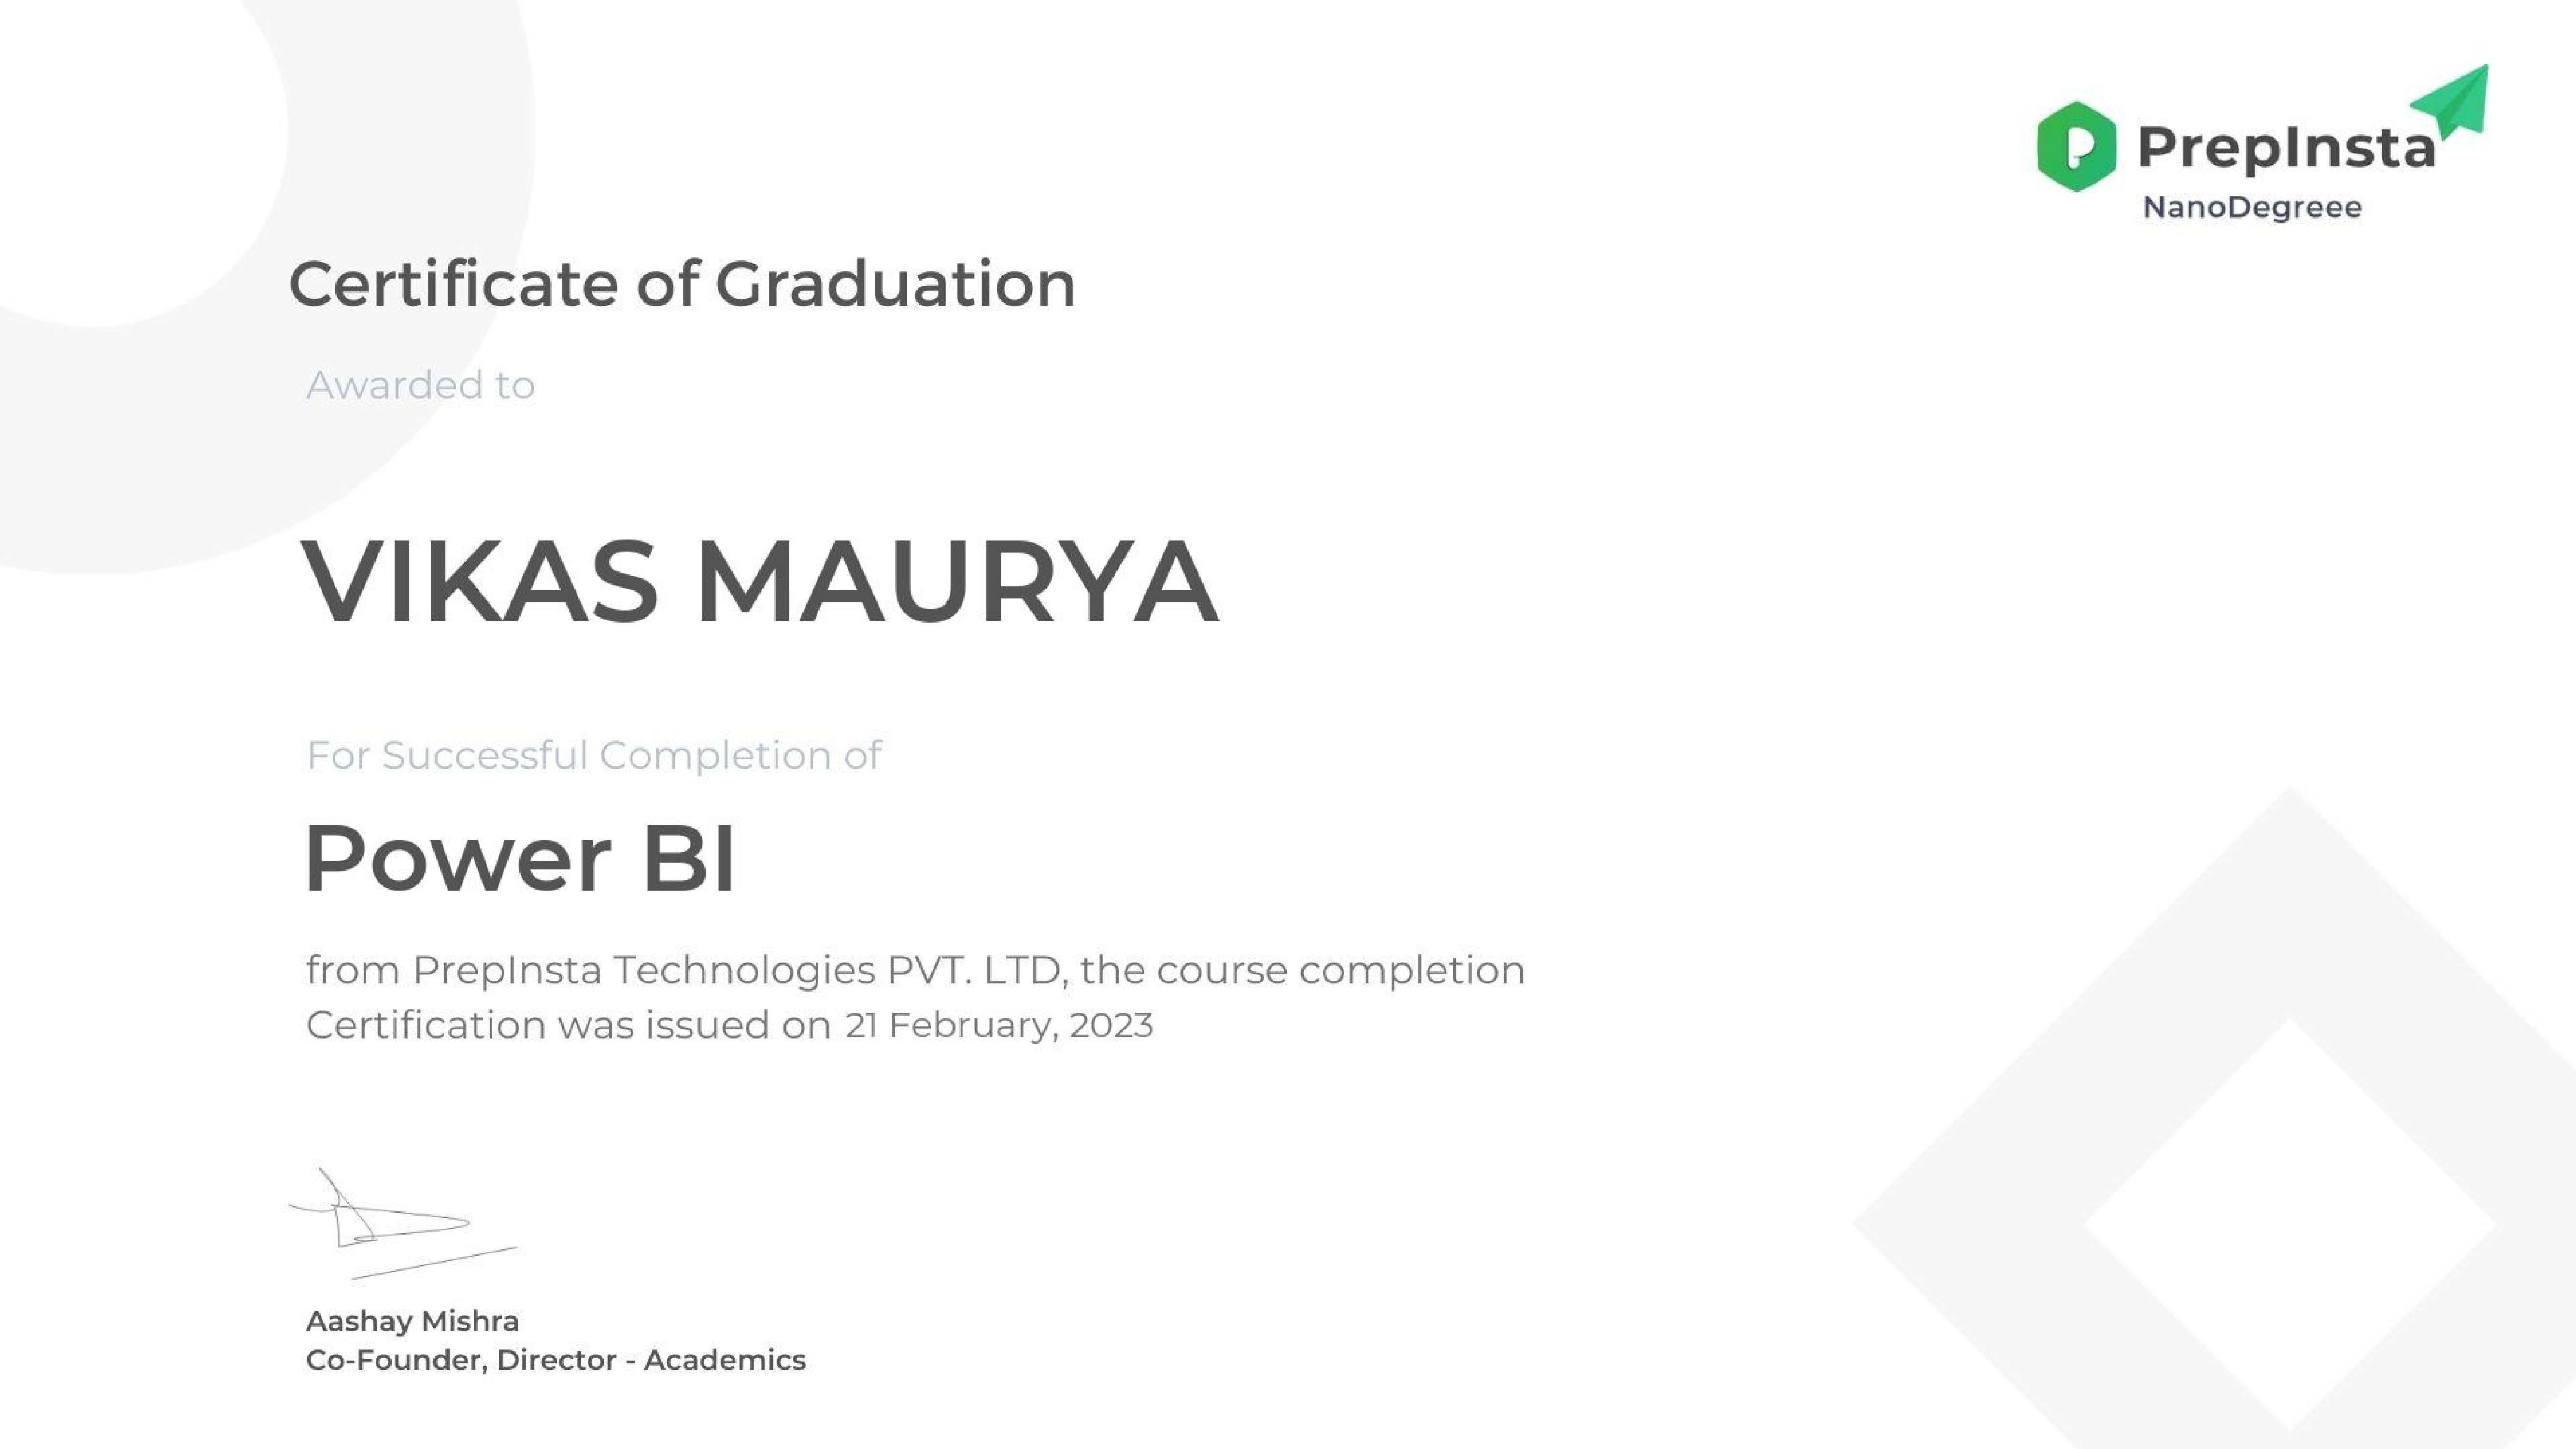 PrepInsta
NanoDegreee
Certificate of Graduation
Awarded to
VIKAS MAURYA
For Successful Completion of
Power BI
from PrepInsta Technologies PVT. LTD, the course completion
Certification was issued on 21 February, 2023
Aashay Mishra
Co-Founder, Director - Academics